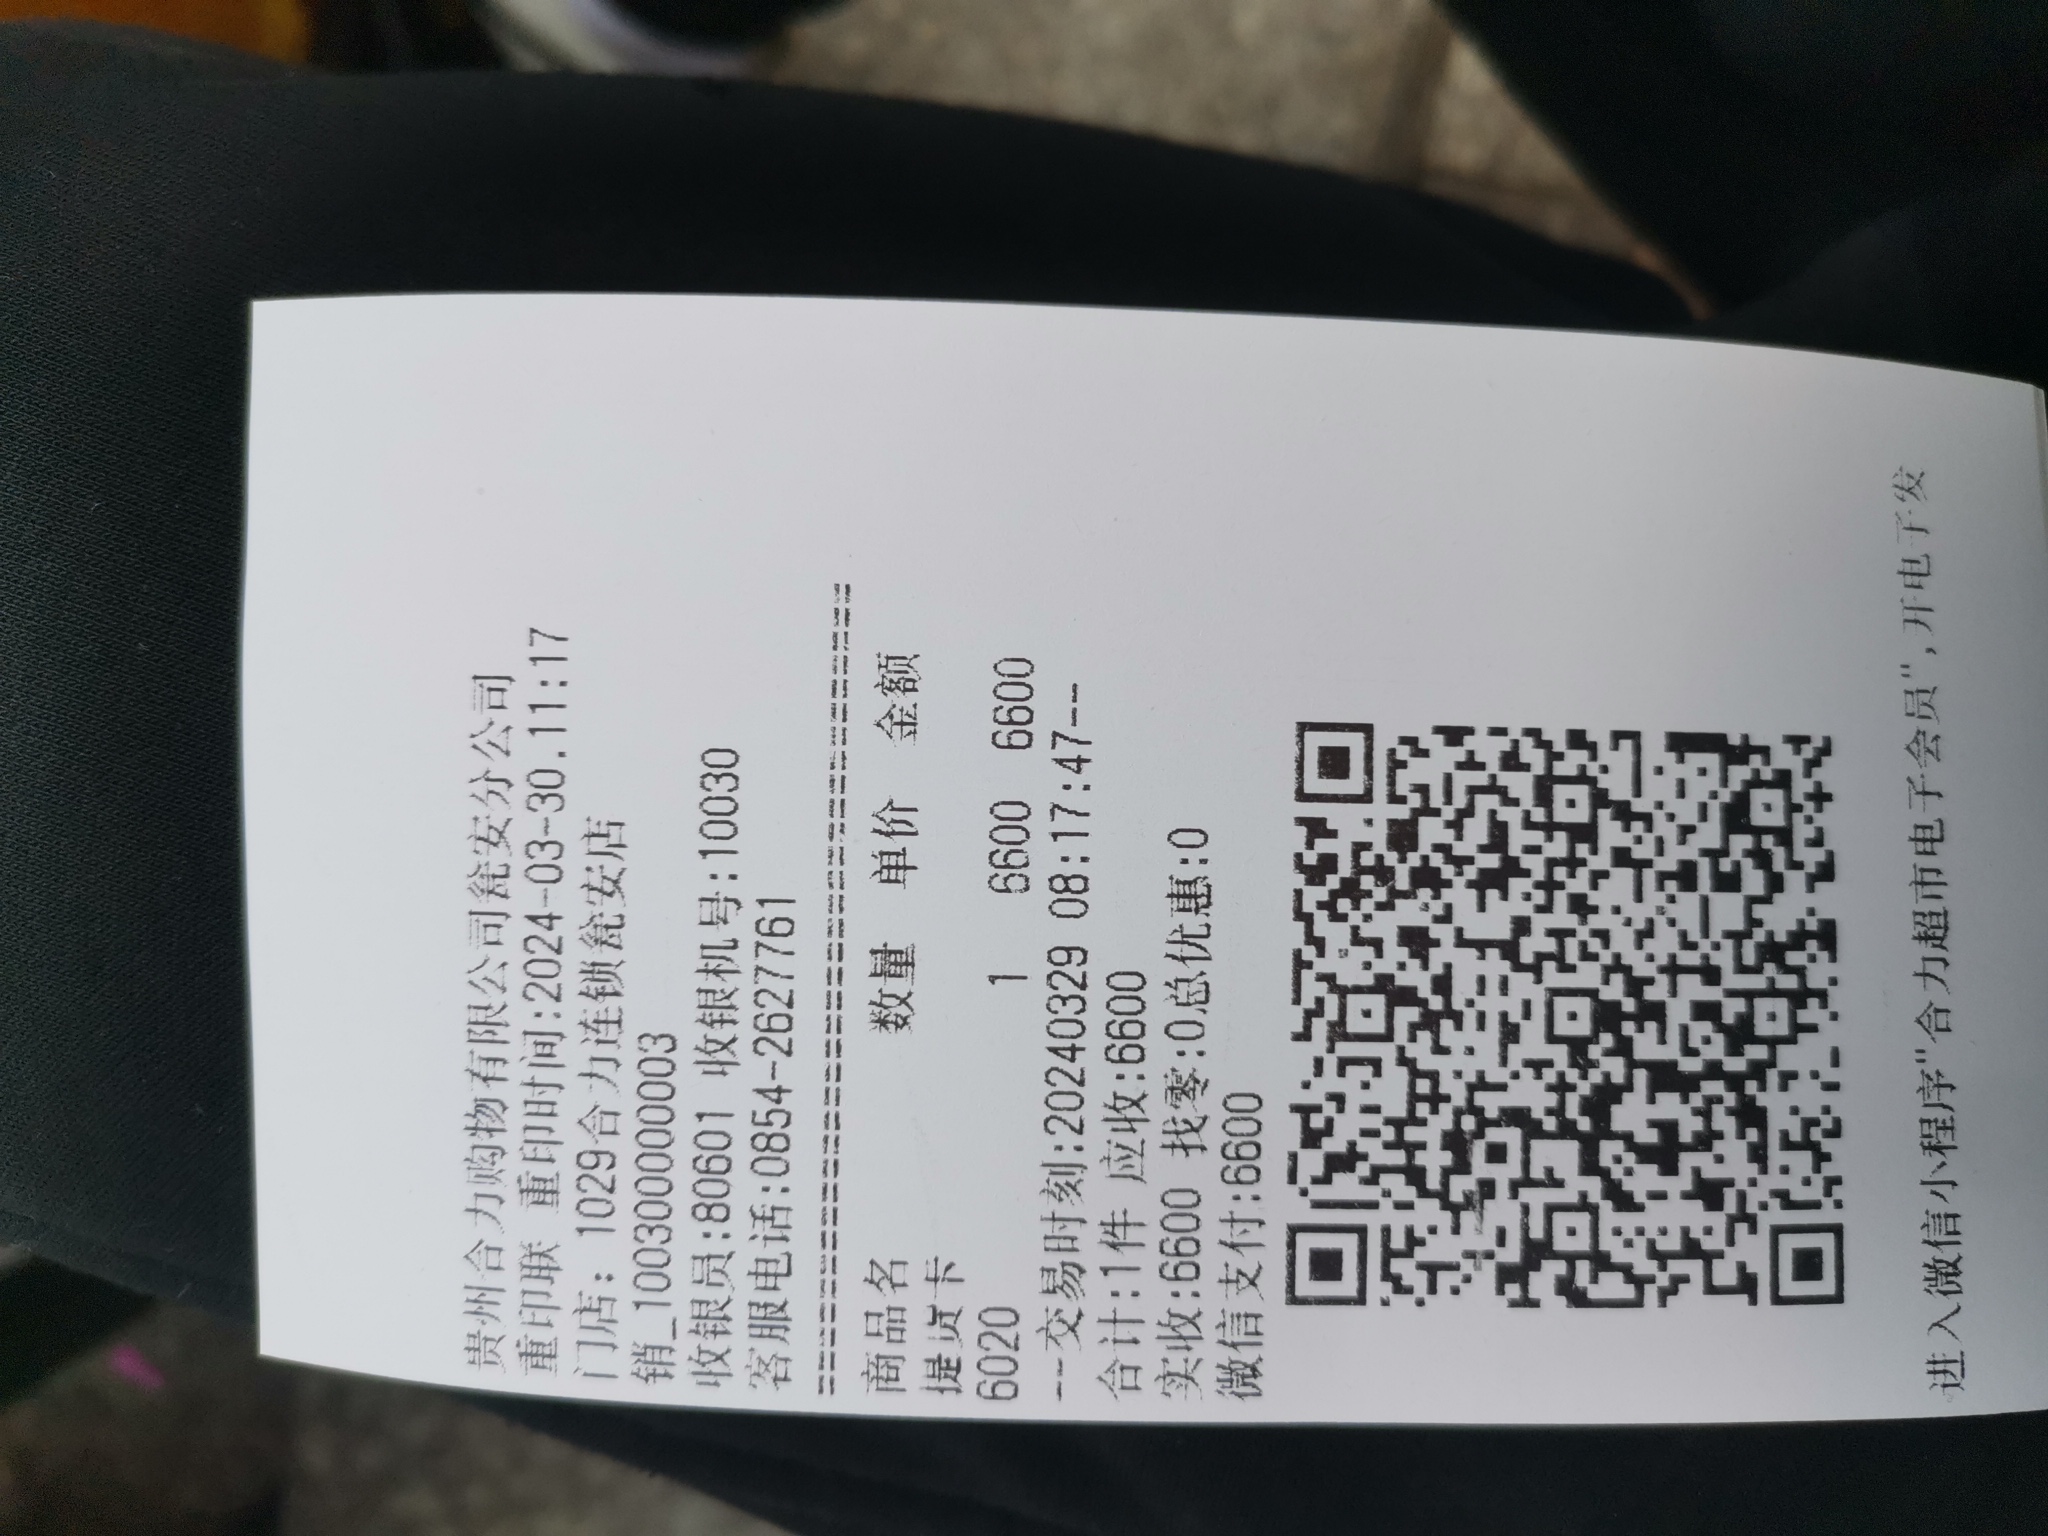 贵州合力购物有限公司瓮安分公司
重印联 重印时间:2024-03-30.11:17
门店: 1029合力连锁瓮安店
销_100300000003
收银员:80601 收银机号:10030
客服电话:0854-2627761
商品名 数量 单价 金额
提货卡
6020 1 6600 6600
--交易时刻:20240329 08:17:47--
合计:1件 应收:6600
实收:6600 找零:0总优惠:0
微信支付:6600
进入微信小程序"合力超市电子会员",开电子发